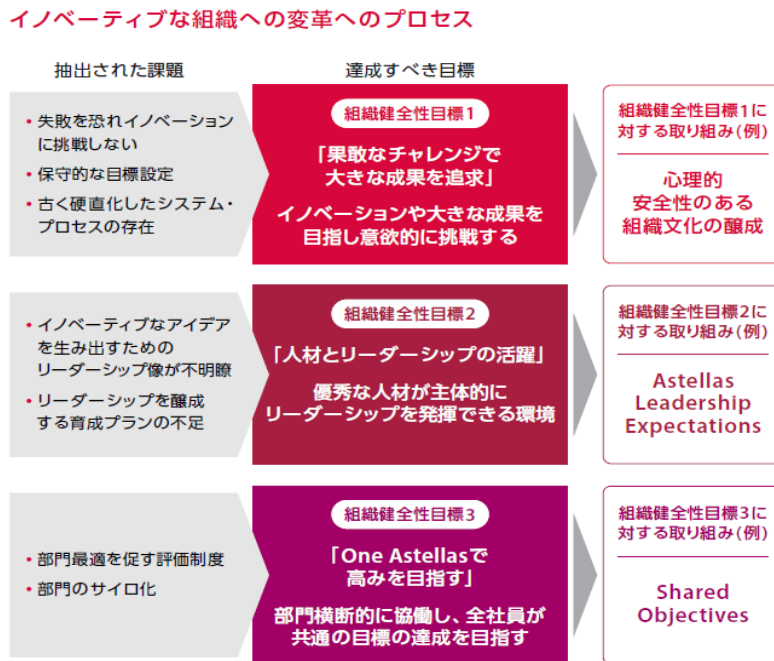 イノベーティブな組織への変革へのプロセス
抽出された課題
達成すべき目標
• 失敗を恐れイノベーション
に挑戦しない
• 保守的な目標設定
• 古く硬直化したシステム・
プロセスの存在
組織健全性目標1
「果敢なチャレンジで
大きな成果を追求」
イノベーションや大きな成果を
目指し意欲的に挑戦する
組織健全性目標1に
対する取り組み(例)
心理的
安全性のある
組織文化の醸成
• イノベーティブなアイデア
を生み出すための
リーダーシップ像が不明瞭
• リーダーシップを醸成
する育成プランの不足
組織健全性目標2
「人材とリーダーシップの活躍」
優秀な人材が主体的に
リーダーシップを発揮できる環境
組織健全性目標2に
対する取り組み(例)
Astellas
Leadership
Expectations
• 部門最適を促す評価制度
• 部門のサイロ化
組織健全性目標3
「One Astellasで
高みを目指す」
部門横断的に協働し、全社員が
共通の目標の達成を目指す
組織健全性目標3に
対する取り組み(例)
Shared
Objectives